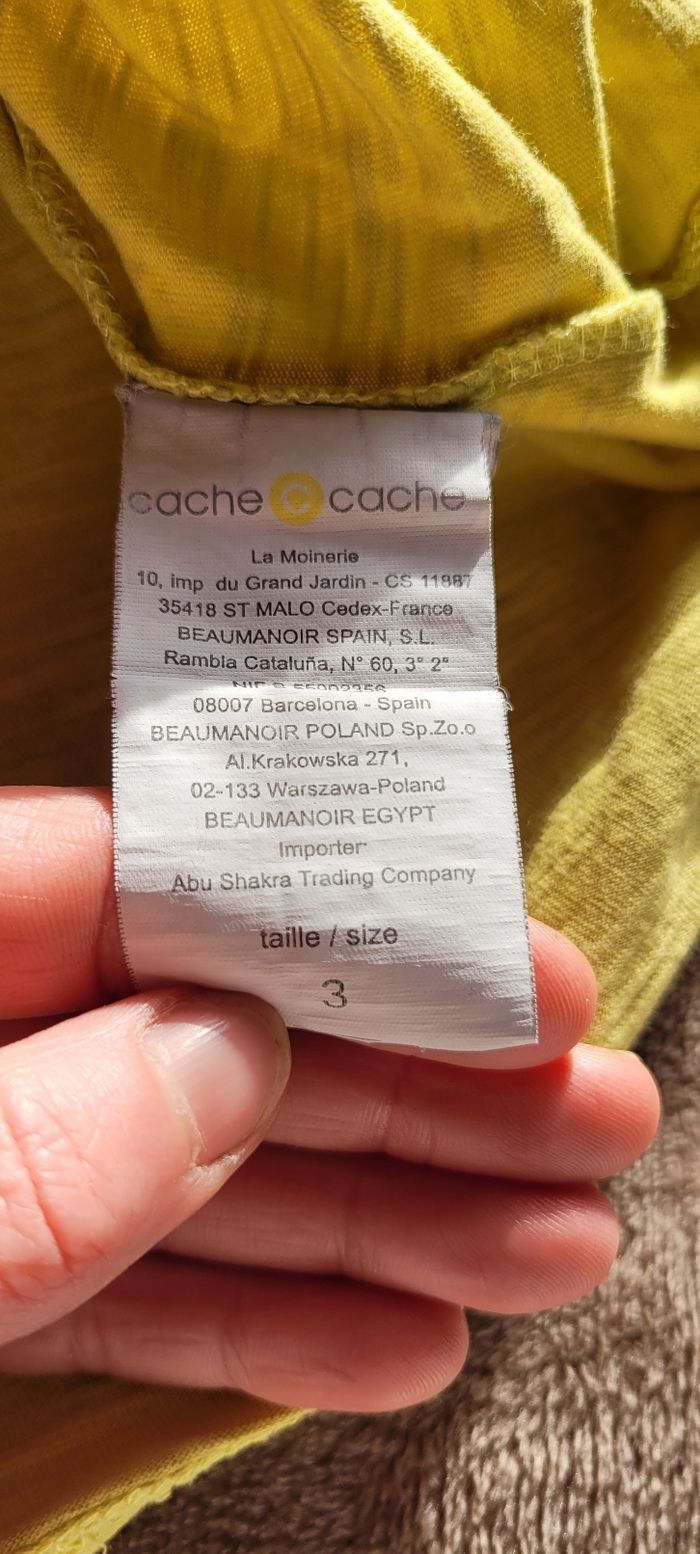 cache c cache
La Moinerie
10, imp du Grand Jardin - CS 11887
35418 ST MALO Cedex-France
BEAUMANOIR SPAIN, S.L.
Rambla Cataluña, N° 60, 3° 2°
08007 Barcelona - Spain
BEAUMANOIR POLAND Sp.Zo.o
Al.Krakowska 271,
02-133 Warszawa-Poland
BEAUMANOIR EGYPT
Importer
Abu Shakra Trading Company
taille / size
3